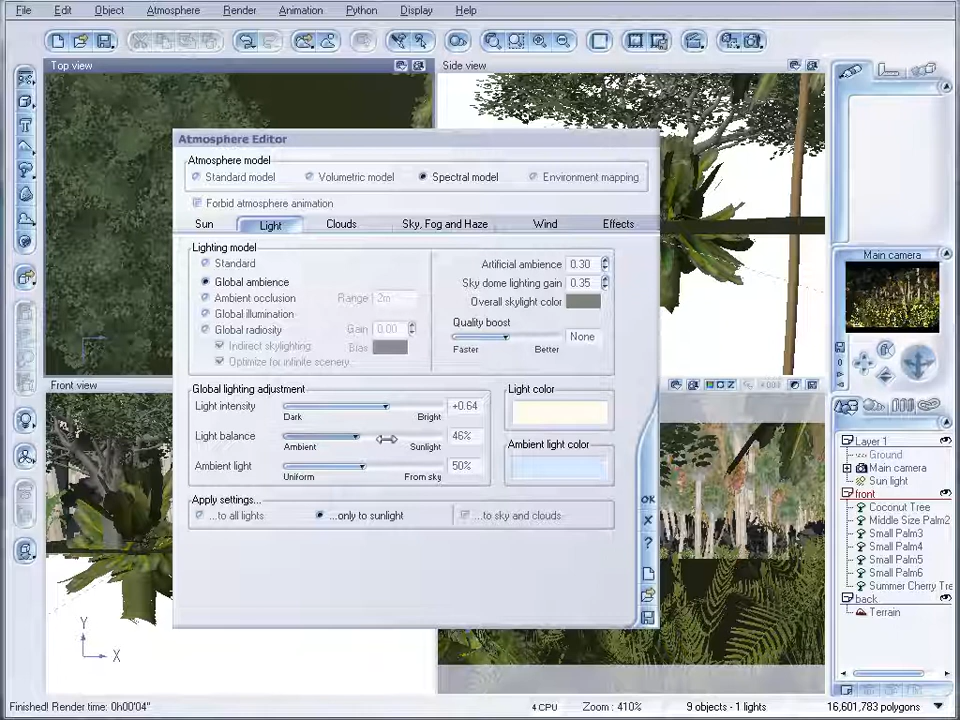 File Edit Object Atmosphere Render Animation Python Display Help
Top view
Side view
Atmosphere Editor
Atmosphere model
Standard model Volumetric model Spectral model Environment mapping
Forbid atmosphere animation
Sun Light Clouds Sky, Fog and Haze Wind Effects
Lighting model
Standard
Global ambience
Ambient occlusion Range 2m
Global illumination
Global radiosity Gain 0.00
Indirect skylighting Bias
Optimize for infinite scenery
Artificial ambience 0.30
Sky dome lighting gain 0.35
Overall skylight color
Quality boost
None
Faster Better
Global lighting adjustment
Light intensity +0.64
Dark Bright
Light balance 46%
Ambient Sunlight
Ambient light 50%
Uniform From sky
Light color
Ambient light color
Apply settings...
...to all lights ...only to sunlight ...to sky and clouds
OK
?
Front view
Y
X
Main camera
Layer 1
Ground
Main camera
Sun light
front
Coconut Tree
Middle Size Palm2
Small Palm3
Small Palm4
Small Palm5
Small Palm6
Summer Cherry Tre
back
Terrain
Finished! Render time: 0h00'04" 4 CPU Zoom : 410% 9 objects - 1 lights 16,601,783 polygons